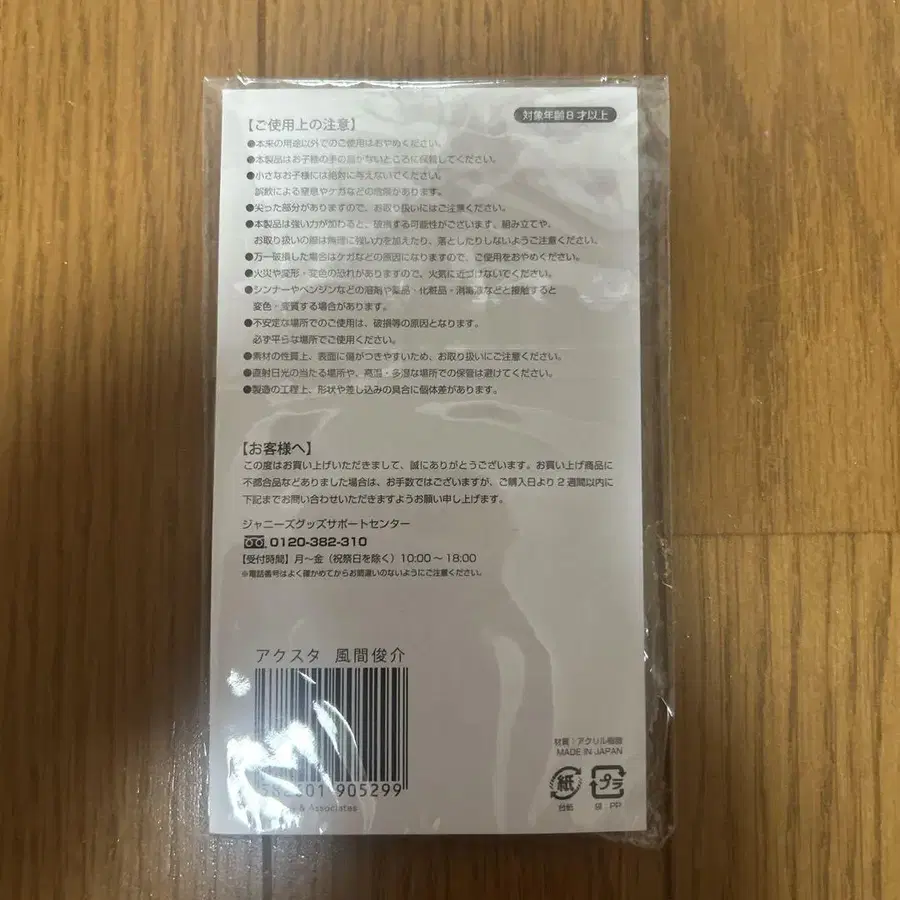 対象年齢8才以上
【ご使用上の注意】
●本来の用途以外でのご使用はおやめください。
●本製品はお子様の手の届かないところに保管してください。
●小さなお子様には絶対に与えないでください。
誤飲による窒息やケガなどの危険があります。
●尖った部分がありますので、お取り扱いにはご注意ください。
●本製品は強い力が加わると、破損する可能性がございます。組み立てや、
お取り扱いの際は無理に強い力を加えたり、落としたりしないようご注意ください。
●万一破損した場合はケガなどの原因になりますので、ご使用をおやめください。
●火災や変形・変色の恐れがありますので、火気に近づけないでください。
●シンナーやベンジンなどの溶剤や薬品・化粧品・消毒液などと接触すると
変色・変質する場合があります。
●不安定な場所でのご使用は、破損等の原因となります。
必ず平らな場所でご使用ください。
●素材の性質上、表面に傷がつきやすいため、お取り扱いにご注意ください。
●直射日光の当たる場所や、高温・多湿な場所での保管は避けてください。
●製造の工程上、形状や差し込みの具合に個体差があります。
【お客様へ】
この度はお買い上げいただきまして、誠にありがとうございます。お買い上げ商品に
不都合品などありました場合は、お手数ではございますが、ご購入日より2週間以内に
下記までお問い合わせいただきますようお願い申し上げます。
ジャニーズグッズサポートセンター
0120-382-310
【受付時間】月〜金（祝祭日を除く）10:00〜18:00
※電話番号はよく確かめてからお間違いのないようにご注意ください。
アクスタ 風間俊介
905299
& Associates
材質：アクリル樹脂
MADE IN JAPAN
紙 プラ
台紙 袋:PP